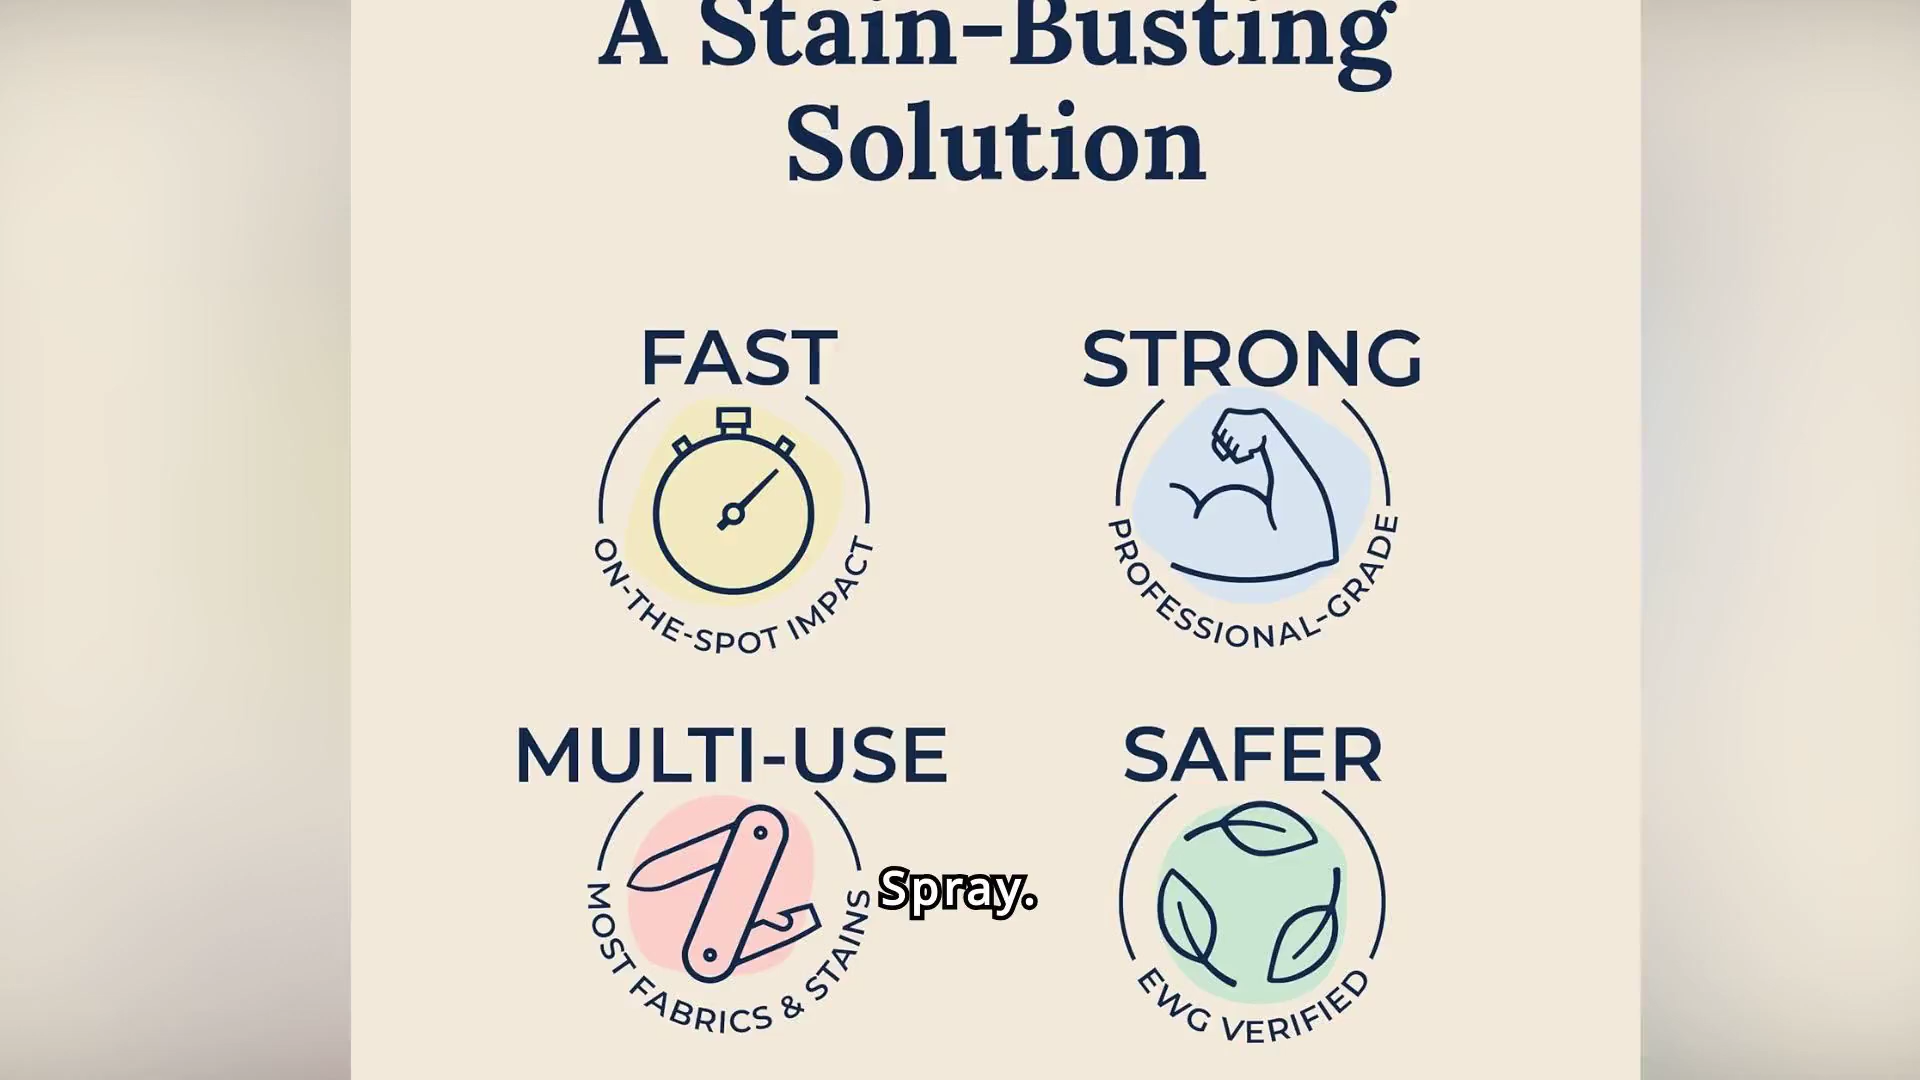 A Stain-Busting
Solution
FAST
ON-THE-SPOT IMPACT
STRONG
PROFESSIONAL-GRADE
MULTI-USE
MOST FABRICS & STAINS
SAFER
EWG VERIFIED
Spray.